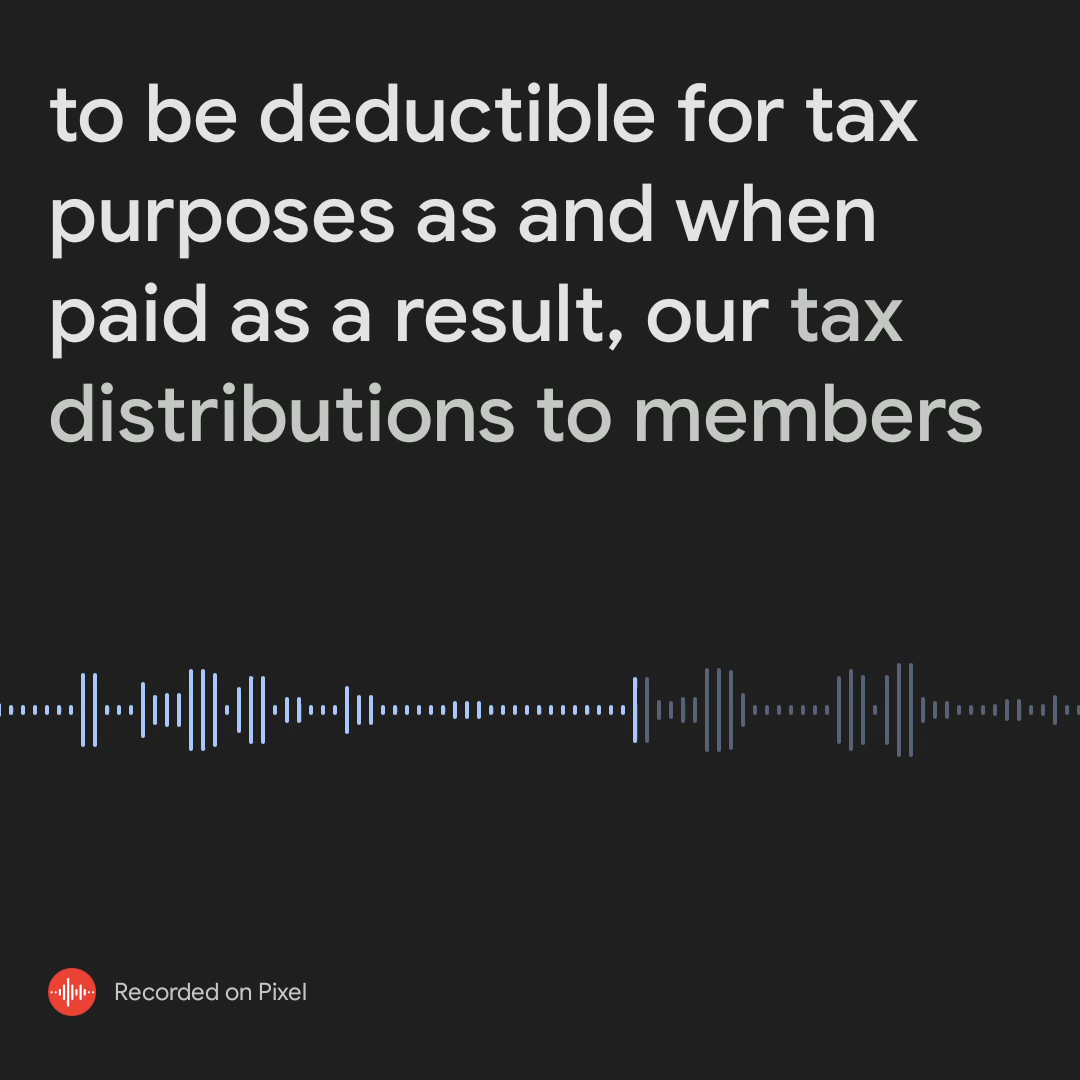 to be deductible for tax
purposes as and when
paid as a result, our tax
distributions to members
Recorded on Pixel